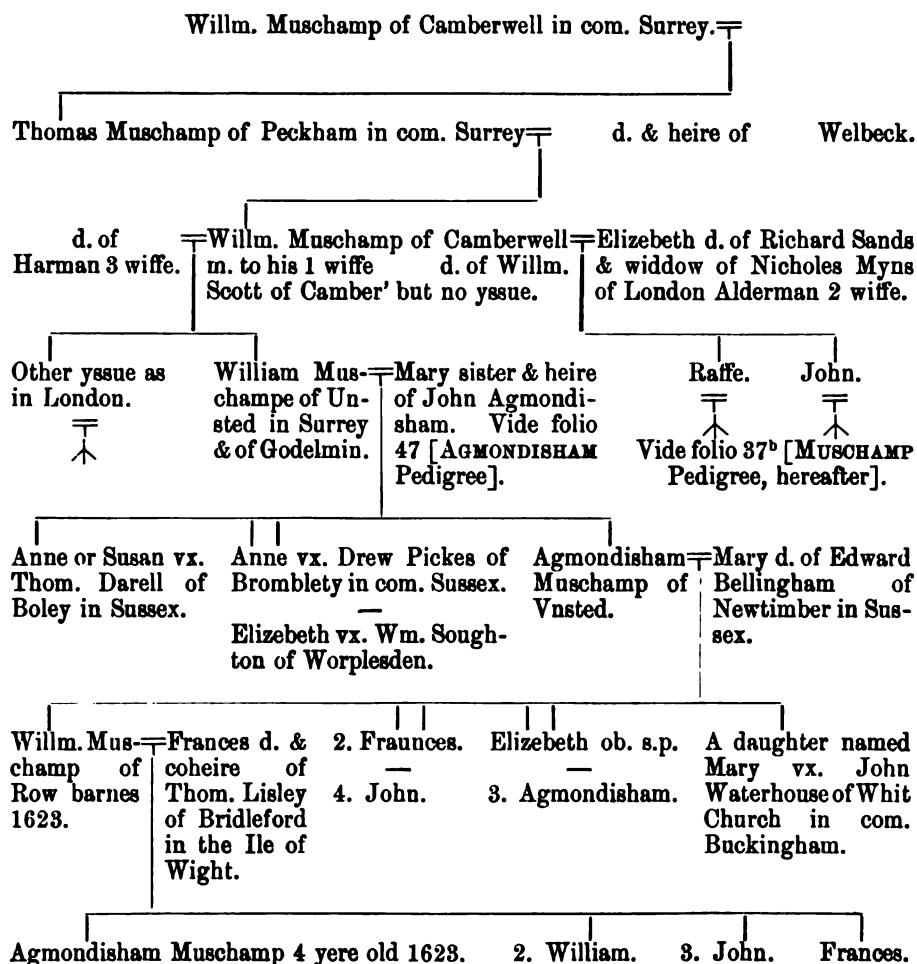 Willm. Muschamp of Camberwell in com. Surrey.
Thomas Muschamp of Peckham in com. Surrey d. & heire of Welbeck.
d. of
Harman 3 wiffe.
Willm. Muschamp of Camberwell
m. to his 1 wiffe d. of Willm.
Scott of Camber' but no yssue.
Elizebeth d. of Richard Sands
& widdow of Nicholes Myns
of London Alderman 2 wiffe.
Other yssue as
in London.
William Mus-
champe of Un-
sted in Surrey
& of Godelmin.
Mary sister & heire
of John Agmondi-
sham. Vide folio
47 [AGMONDISHAM
Pedigree].
Raffe. John.
Vide folio 37ᵇ [MUSCHAMP
Pedigree, hereafter].
Anne or Susan vx.
Thom. Darell of
Boley in Sussex.
Anne vx. Drew Pickes of
Bromblety in com. Sussex.
—
Elizebeth vx. Wm. Sough-
ton of Worplesden.
Agmondisham
Muschamp of
Vnsted.
Mary d. of Edward
Bellingham of
Newtimber in Sus-
sex.
Willm. Mus-
champ of
Row barnes
1623.
Frances d. &
coheire of
Thom. Lisley
of Bridleford
in the Ile of
Wight.
2. Fraunces.
—
4. John.
Elizebeth ob. s.p.
—
3. Agmondisham.
A daughter named
Mary vx. John
Waterhouse of Whit
Church in com.
Buckingham.
Agmondisham Muschamp 4 yere old 1623. 2. William. 3. John. Frances.